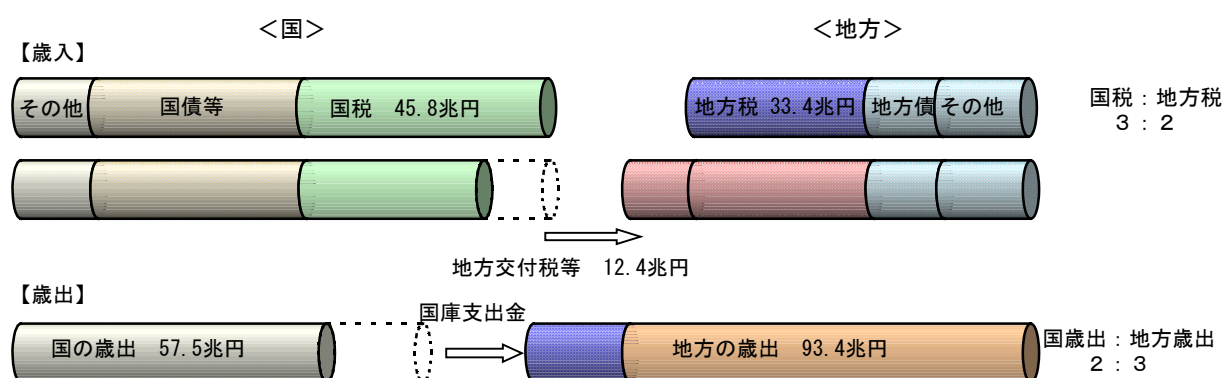 ＜国＞
＜地方＞
【歳入】
その他
国債等
国税 45.8兆円
地方税 33.4兆円
地方債
その他
国税：地方税
3 : 2
地方交付税等 12.4兆円
【歳出】
国庫支出金
国の歳出 57.5兆円
地方の歳出 93.4兆円
国歳出：地方歳出
2 : 3